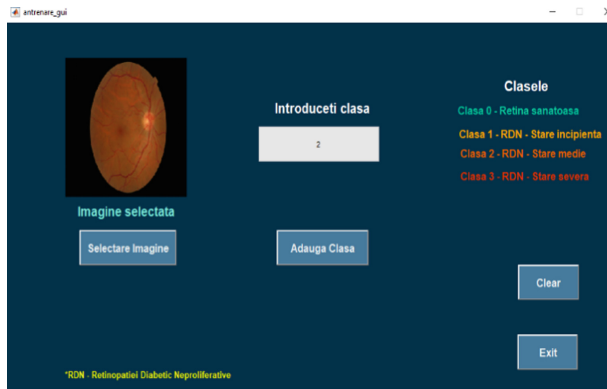 antrenare_gui
Clasele
Introduceti clasa
Clasa 0 - Retina sanatoasa
Clasa 1 - RDN - Stare incipienta
2
Clasa 2 - RDN - Stare medie
Clasa 3 - RDN - Stare severa
Imagine selectata
Selectare Imagine
Adauga Clasa
Clear
Exit
*RDN - Retinopatiei Diabetic Neproliferative